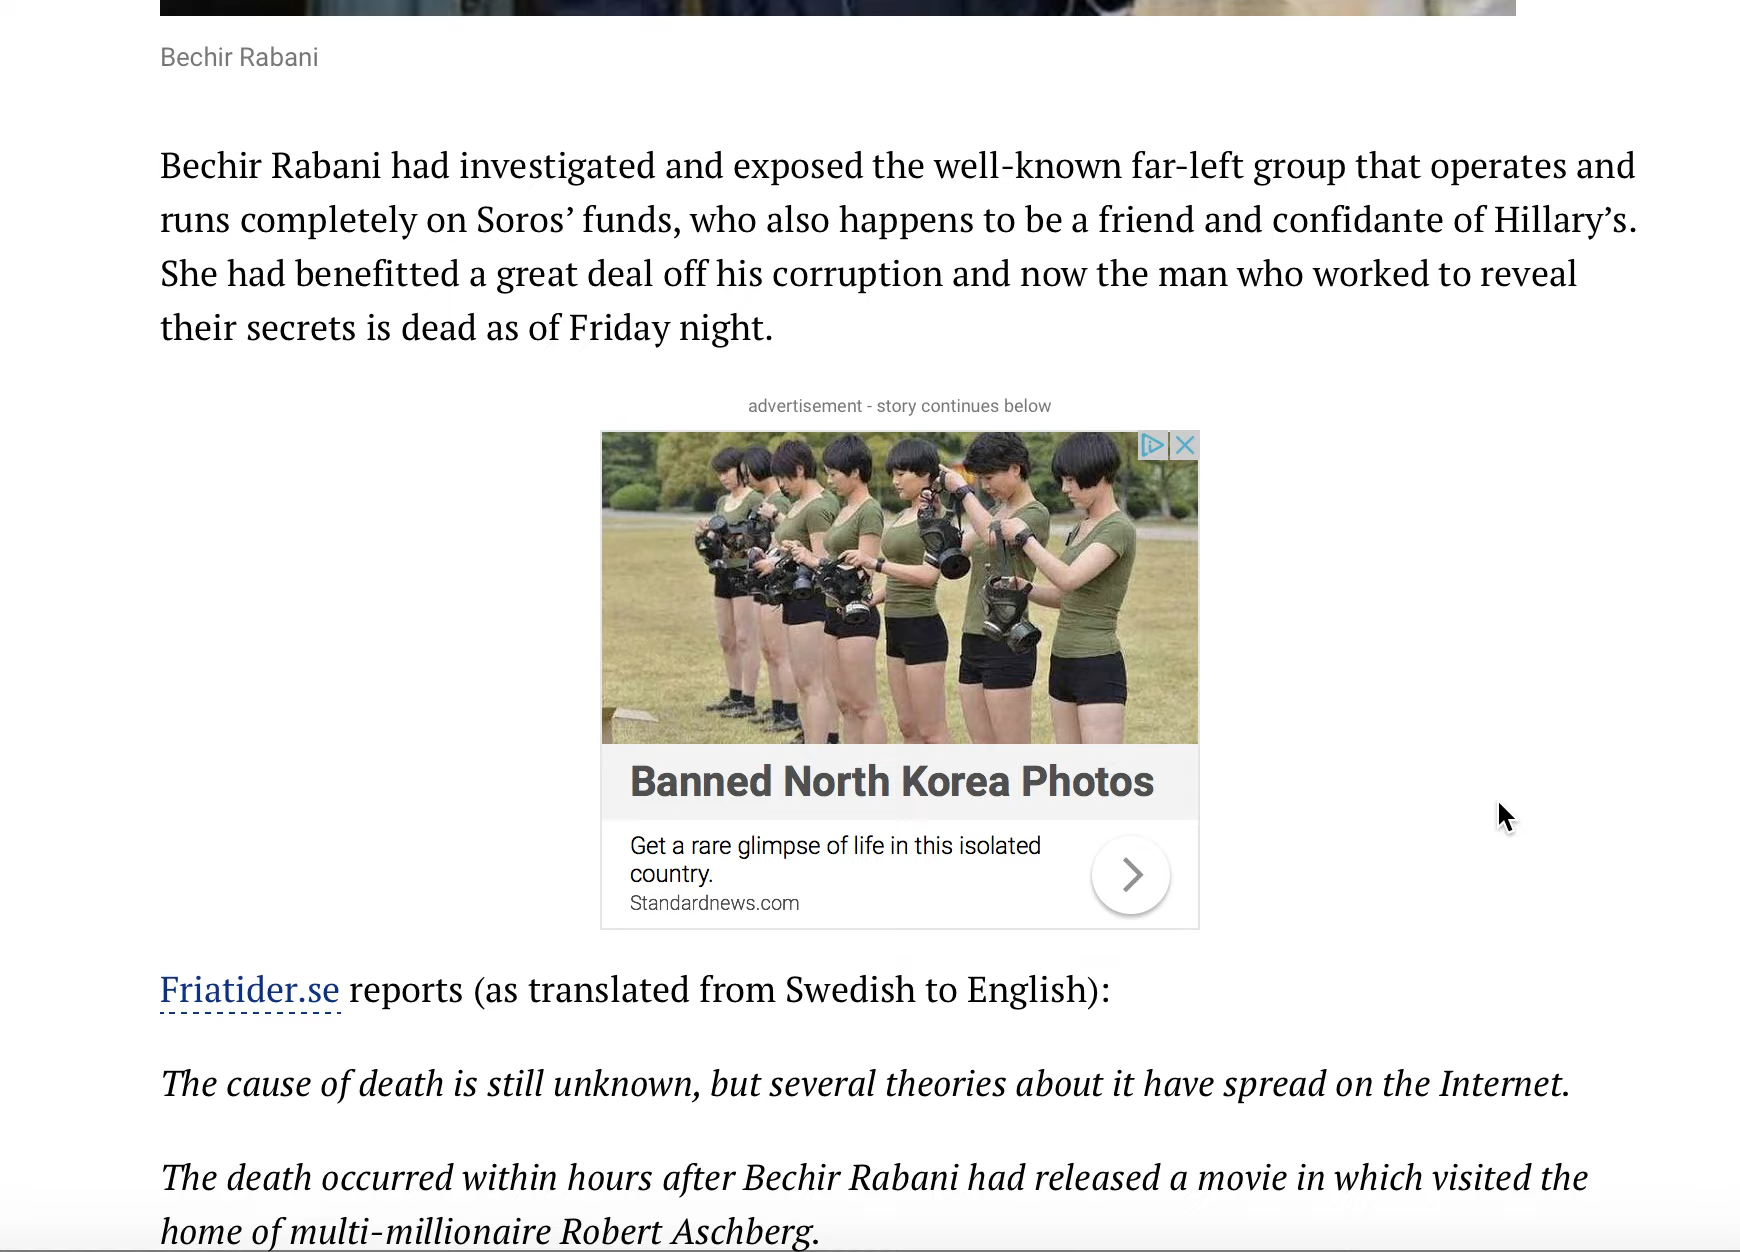 Bechir Rabani
Bechir Rabani had investigated and exposed the well-known far-left group that operates and
runs completely on Soros’ funds, who also happens to be a friend and confidante of Hillary’s.
She had benefitted a great deal off his corruption and now the man who worked to reveal
their secrets is dead as of Friday night.
advertisement - story continues below
Banned North Korea Photos
Get a rare glimpse of life in this isolated
country.
Standardnews.com
Friatider.se reports (as translated from Swedish to English):
The cause of death is still unknown, but several theories about it have spread on the Internet.
The death occurred within hours after Bechir Rabani had released a movie in which visited the
home of multi-millionaire Robert Aschberg.